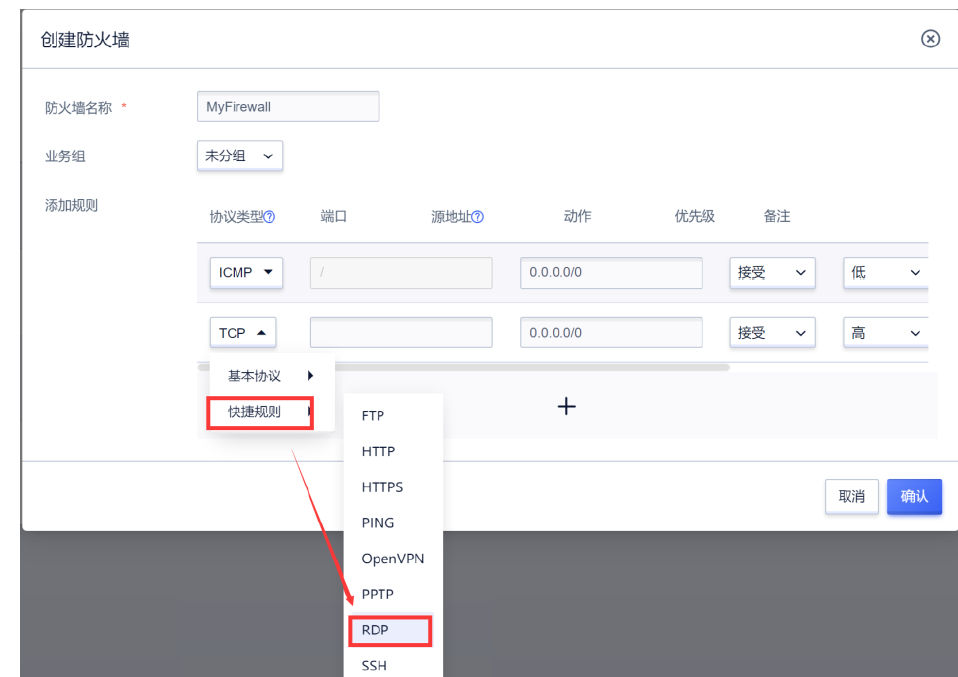 创建防火墙
防火墙名称 * MyFirewall
业务组 未分组
添加规则
协议类型 端口 源地址 动作 优先级 备注
ICMP / 0.0.0.0/0 接受 低
TCP 0.0.0.0/0 接受 高
基本协议
快捷规则
FTP
HTTP
HTTPS
PING
OpenVPN
PPTP
RDP
SSH
取消 确认